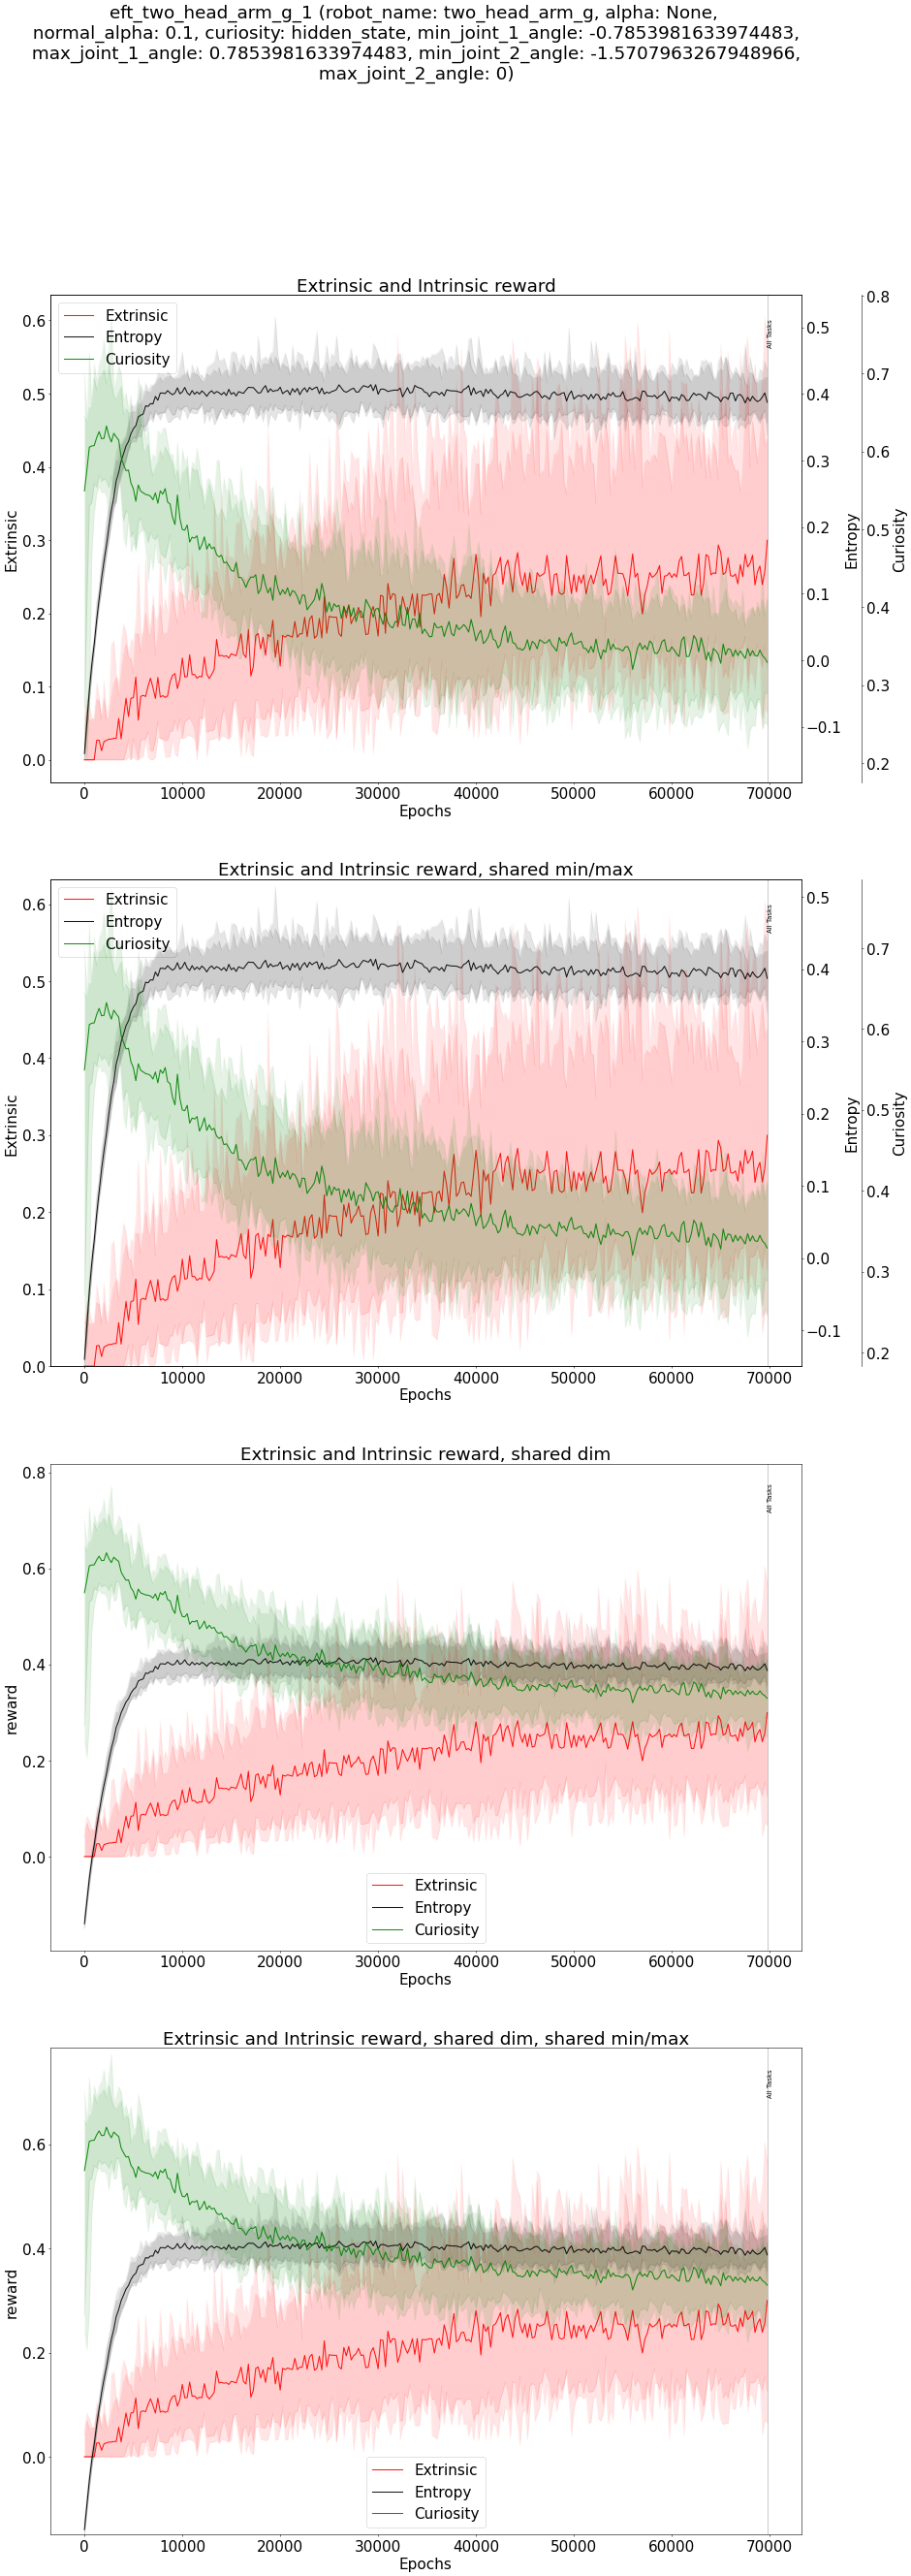 eft_two_head_arm_g_1 (robot_name: two_head_arm_g, alpha: None,
normal_alpha: 0.1, curiosity: hidden_state, min_joint_1_angle: -0.7853981633974483,
max_joint_1_angle: 0.7853981633974483, min_joint_2_angle: -1.5707963267948966,
max_joint_2_angle: 0)
Extrinsic and Intrinsic reward
Extrinsic
Entropy
Curiosity
All Tasks
0.6
0.5
0.4
0.3
0.2
0.1
0.0
Extrinsic
0.5
0.4
0.3
0.2
0.1
0.0
−0.1
Entropy
0.8
0.7
0.6
0.5
0.4
0.3
0.2
Curiosity
0 10000 20000 30000 40000 50000 60000 70000
Epochs
Extrinsic and Intrinsic reward, shared min/max
Extrinsic
Entropy
Curiosity
All Tasks
0.6
0.5
0.4
0.3
0.2
0.1
0.0
Extrinsic
0.5
0.4
0.3
0.2
0.1
0.0
−0.1
Entropy
0.7
0.6
0.5
0.4
0.3
0.2
Curiosity
0 10000 20000 30000 40000 50000 60000 70000
Epochs
Extrinsic and Intrinsic reward, shared dim
All Tasks
0.8
0.6
0.4
0.2
0.0
reward
Extrinsic
Entropy
Curiosity
0 10000 20000 30000 40000 50000 60000 70000
Epochs
Extrinsic and Intrinsic reward, shared dim, shared min/max
All Tasks
0.6
0.4
0.2
0.0
reward
Extrinsic
Entropy
Curiosity
0 10000 20000 30000 40000 50000 60000 70000
Epochs